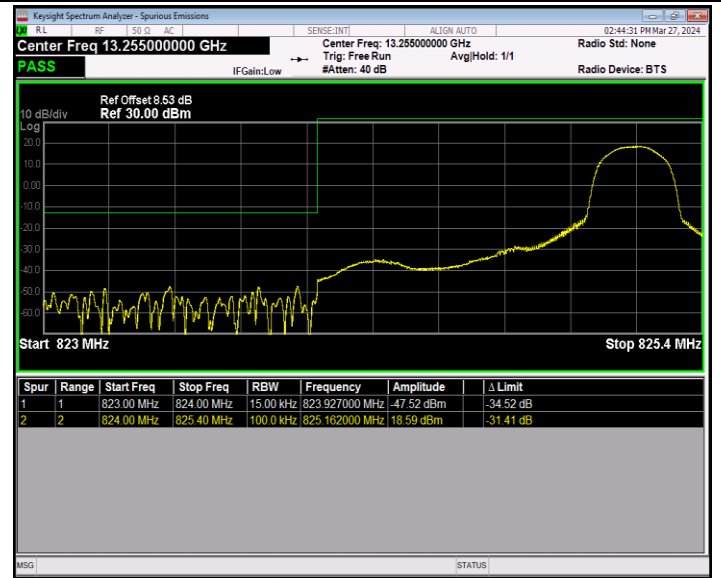 Keysight Spectrum Analyzer - Spurious Emissions
RL RF 50 Ω AC SENSE:INT ALIGN AUTO 02:44:31 PM Mar 27, 2024
Center Freq 13.255000000 GHz Center Freq: 13.255000000 GHz Radio Std: None
Trig: Free Run Avg|Hold: 1/1
PASS IFGain:Low #Atten: 40 dB Radio Device: BTS
Ref Offset 8.53 dB
10 dB/div Ref 30.00 dBm
Log
20.0
10.0
0.00
-10.0
-20.0
-30.0
-40.0
-50.0
-60.0
Start 823 MHz Stop 825.4 MHz
Spur Range Start Freq Stop Freq RBW Frequency Amplitude Δ Limit
1 1 823.00 MHz 824.00 MHz 15.00 kHz 823.927000 MHz -47.52 dBm -34.52 dB
2 2 824.00 MHz 825.40 MHz 100.0 kHz 825.162000 MHz 18.59 dBm -31.41 dB
MSG STATUS